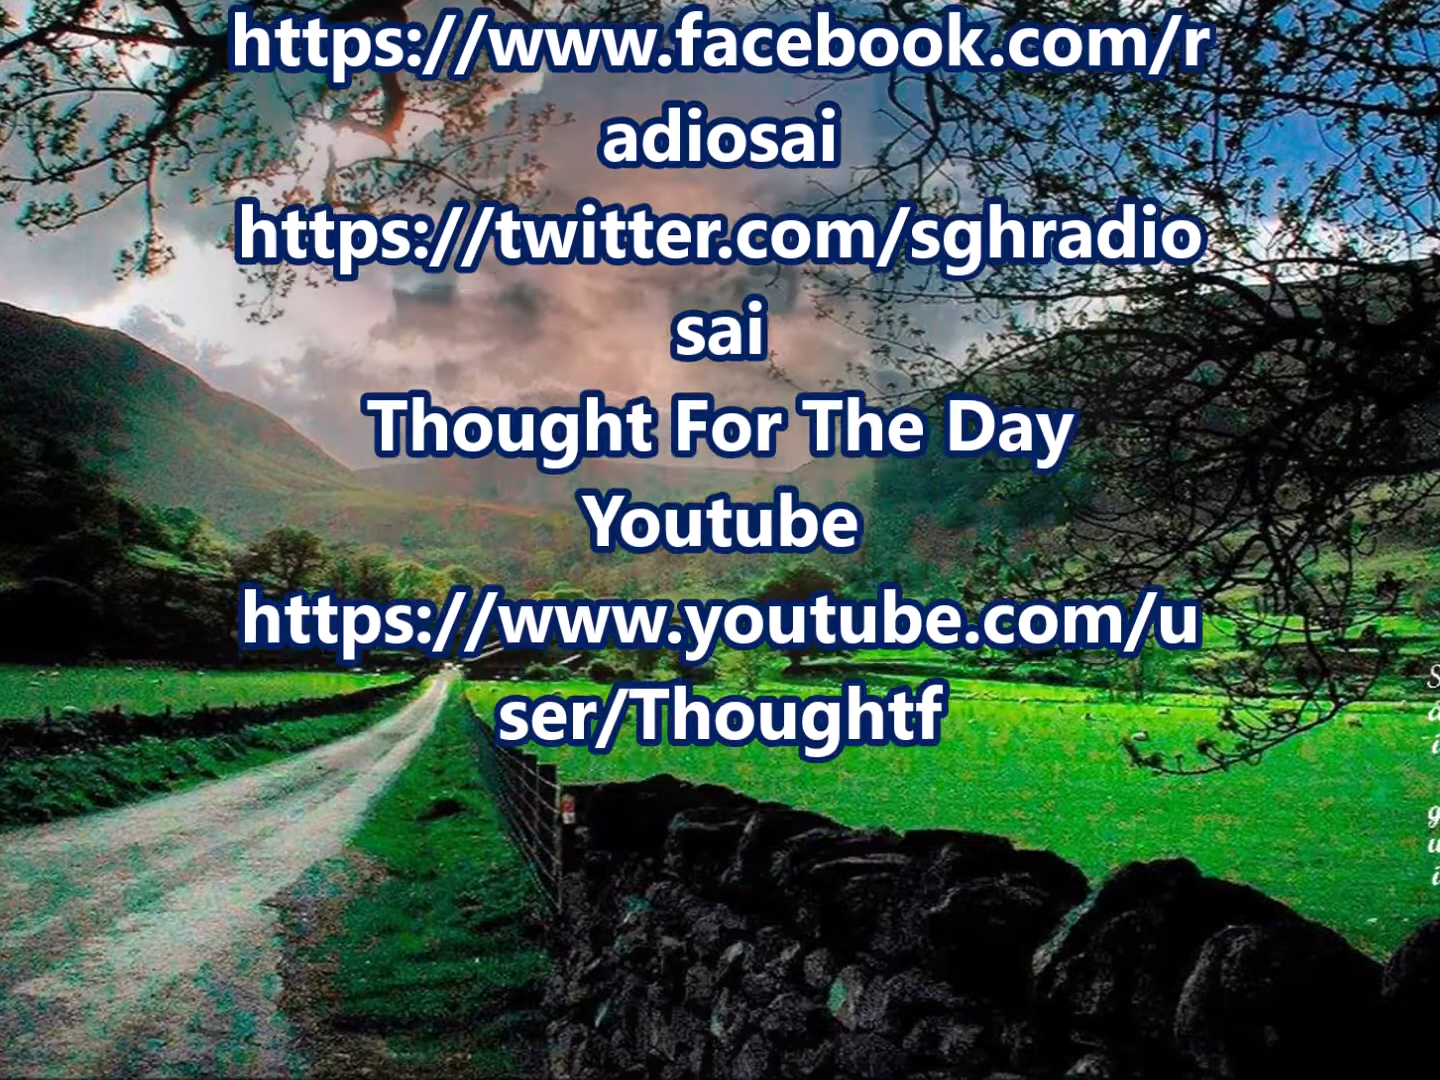 https://www.facebook.com/r
adiosai
https://twitter.com/sghradio
sai
Thought For The Day
Youtube
https://www.youtube.com/u
ser/Thoughtf